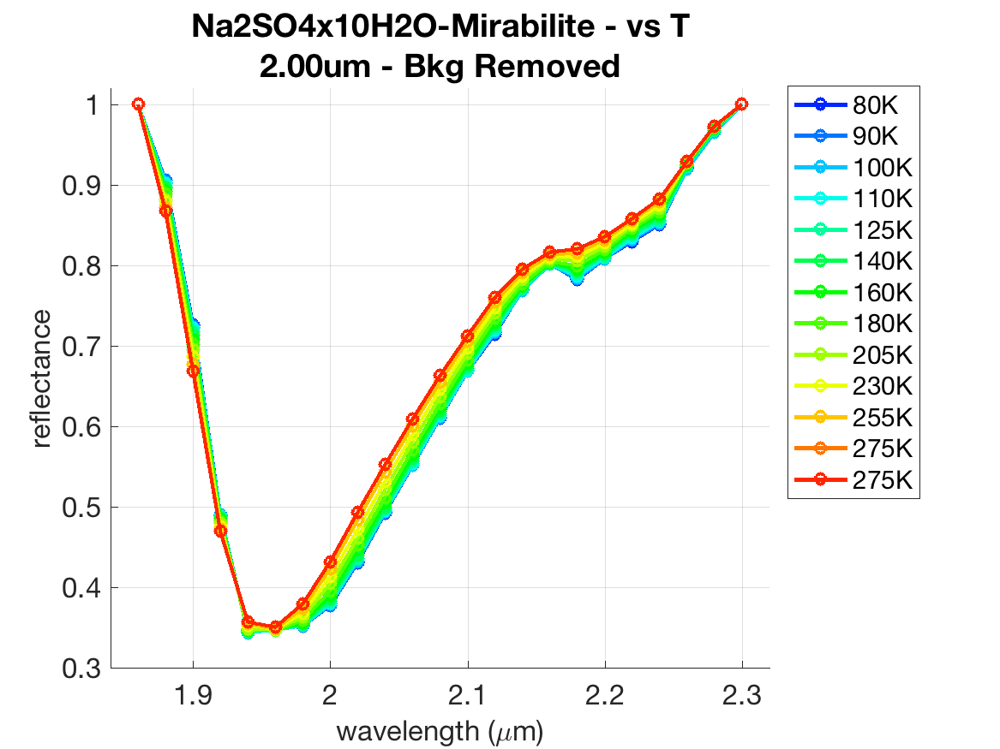 Na2SO4x10H2O-Mirabilite - vs T
2.00um - Bkg Removed
1
0.9
0.8
0.7
0.6
0.5
0.4
0.3
reflectance
1.9
2
2.1
2.2
2.3
wavelength (μm)
80K
90K
100K
110K
125K
140K
160K
180K
205K
230K
255K
275K
275K